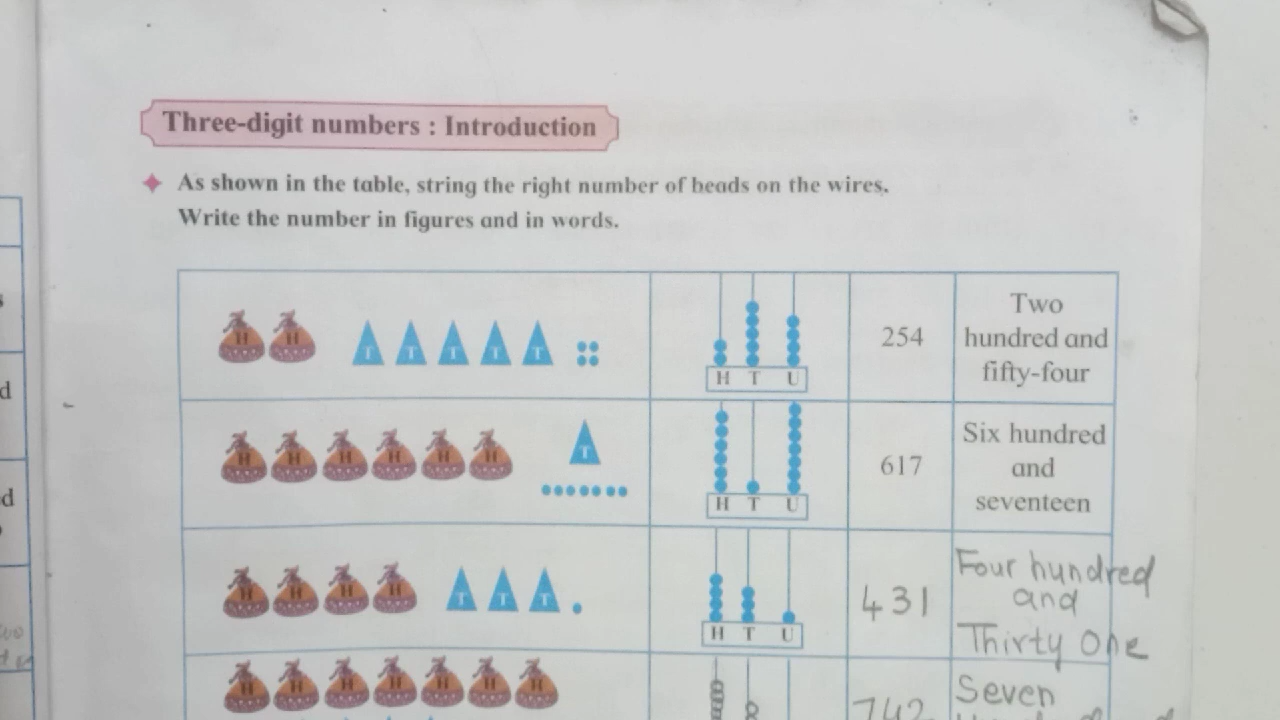 Three-digit numbers : Introduction
As shown in the table, string the right number of beads on the wires.
Write the number in figures and in words.
H H T T T T T
H T U
254
Two
hundred and
fifty-four
H H H H H H T
H T U
617
Six hundred
and
seventeen
H H H H T T T
H T U
431
Four hundred
and
Thirty One
H H H H H H H
742
Seven
d
d